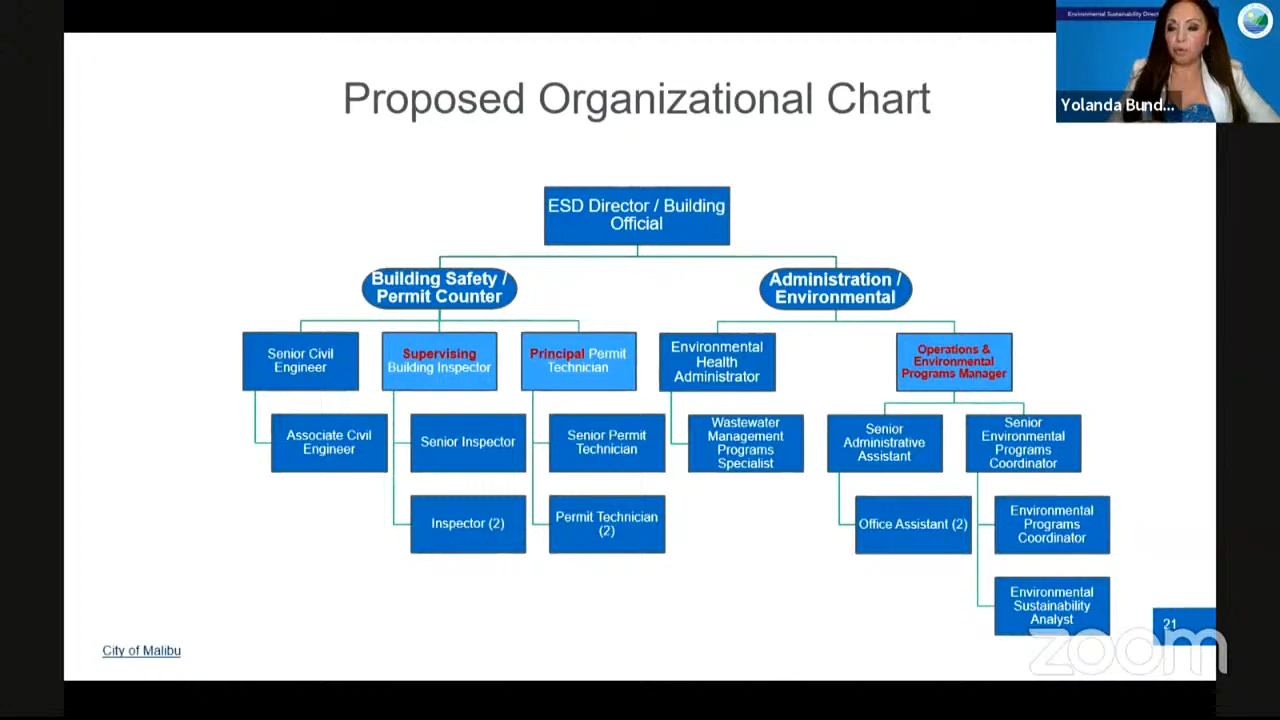 Environmental Sustainability Direct
Yolanda Bund...
Proposed Organizational Chart
ESD Director / Building
Official
Building Safety /
Permit Counter
Administration /
Environmental
Senior Civil
Engineer
Supervising
Building Inspector
Principal Permit
Technician
Environmental
Health
Administrator
Operations &
Environmental
Programs Manager
Associate Civil
Engineer
Senior Inspector
Senior Permit
Technician
Wastewater
Management
Programs
Specialist
Senior
Administrative
Assistant
Senior
Environmental
Programs
Coordinator
Inspector (2)
Permit Technician
(2)
Office Assistant (2)
Environmental
Programs
Coordinator
Environmental
Sustainability
Analyst
21
City of Malibu
zoom